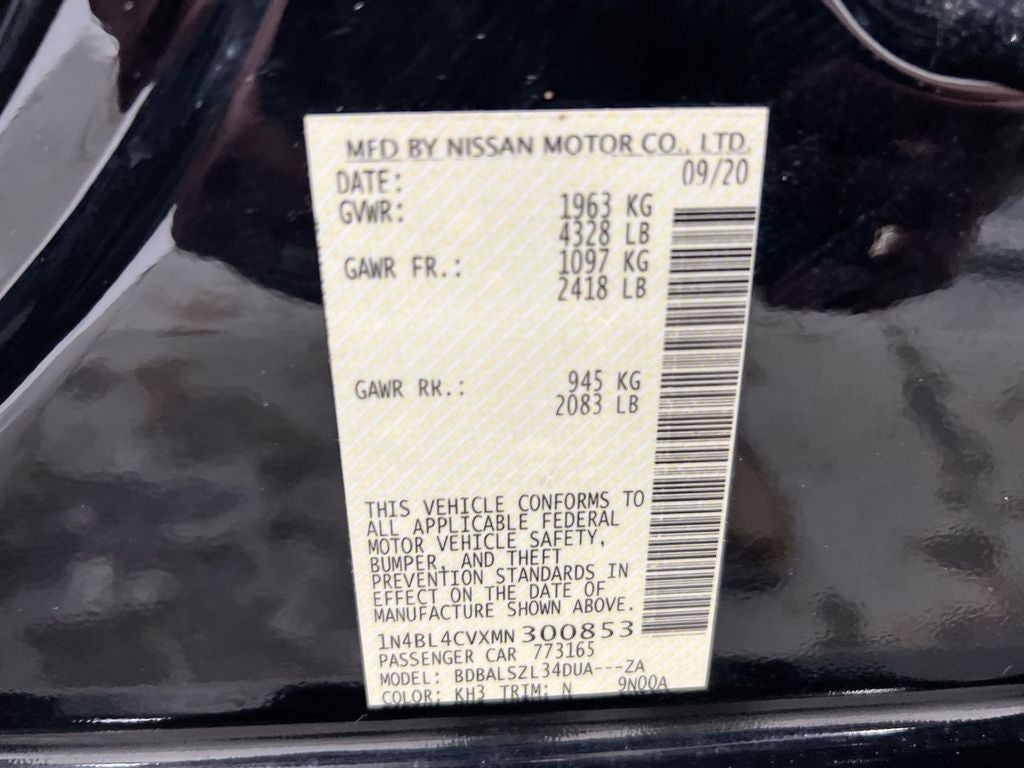 MFD BY NISSAN MOTOR CO., LTD.
DATE: 09/20
GVWR: 1963 KG
4328 LB
GAWR FR.: 1097 KG
2418 LB
GAWR RR.: 945 KG
2083 LB
THIS VEHICLE CONFORMS TO
ALL APPLICABLE FEDERAL
MOTOR VEHICLE SAFETY,
BUMPER, AND THEFT
PREVENTION STANDARDS IN
EFFECT ON THE DATE OF
MANUFACTURE SHOWN ABOVE.
1N4BL4CVXMN300853
PASSENGER CAR 773165
MODEL: BDBALSZL34DUA---ZA
COLOR: KH3 TRIM: N 9N00A